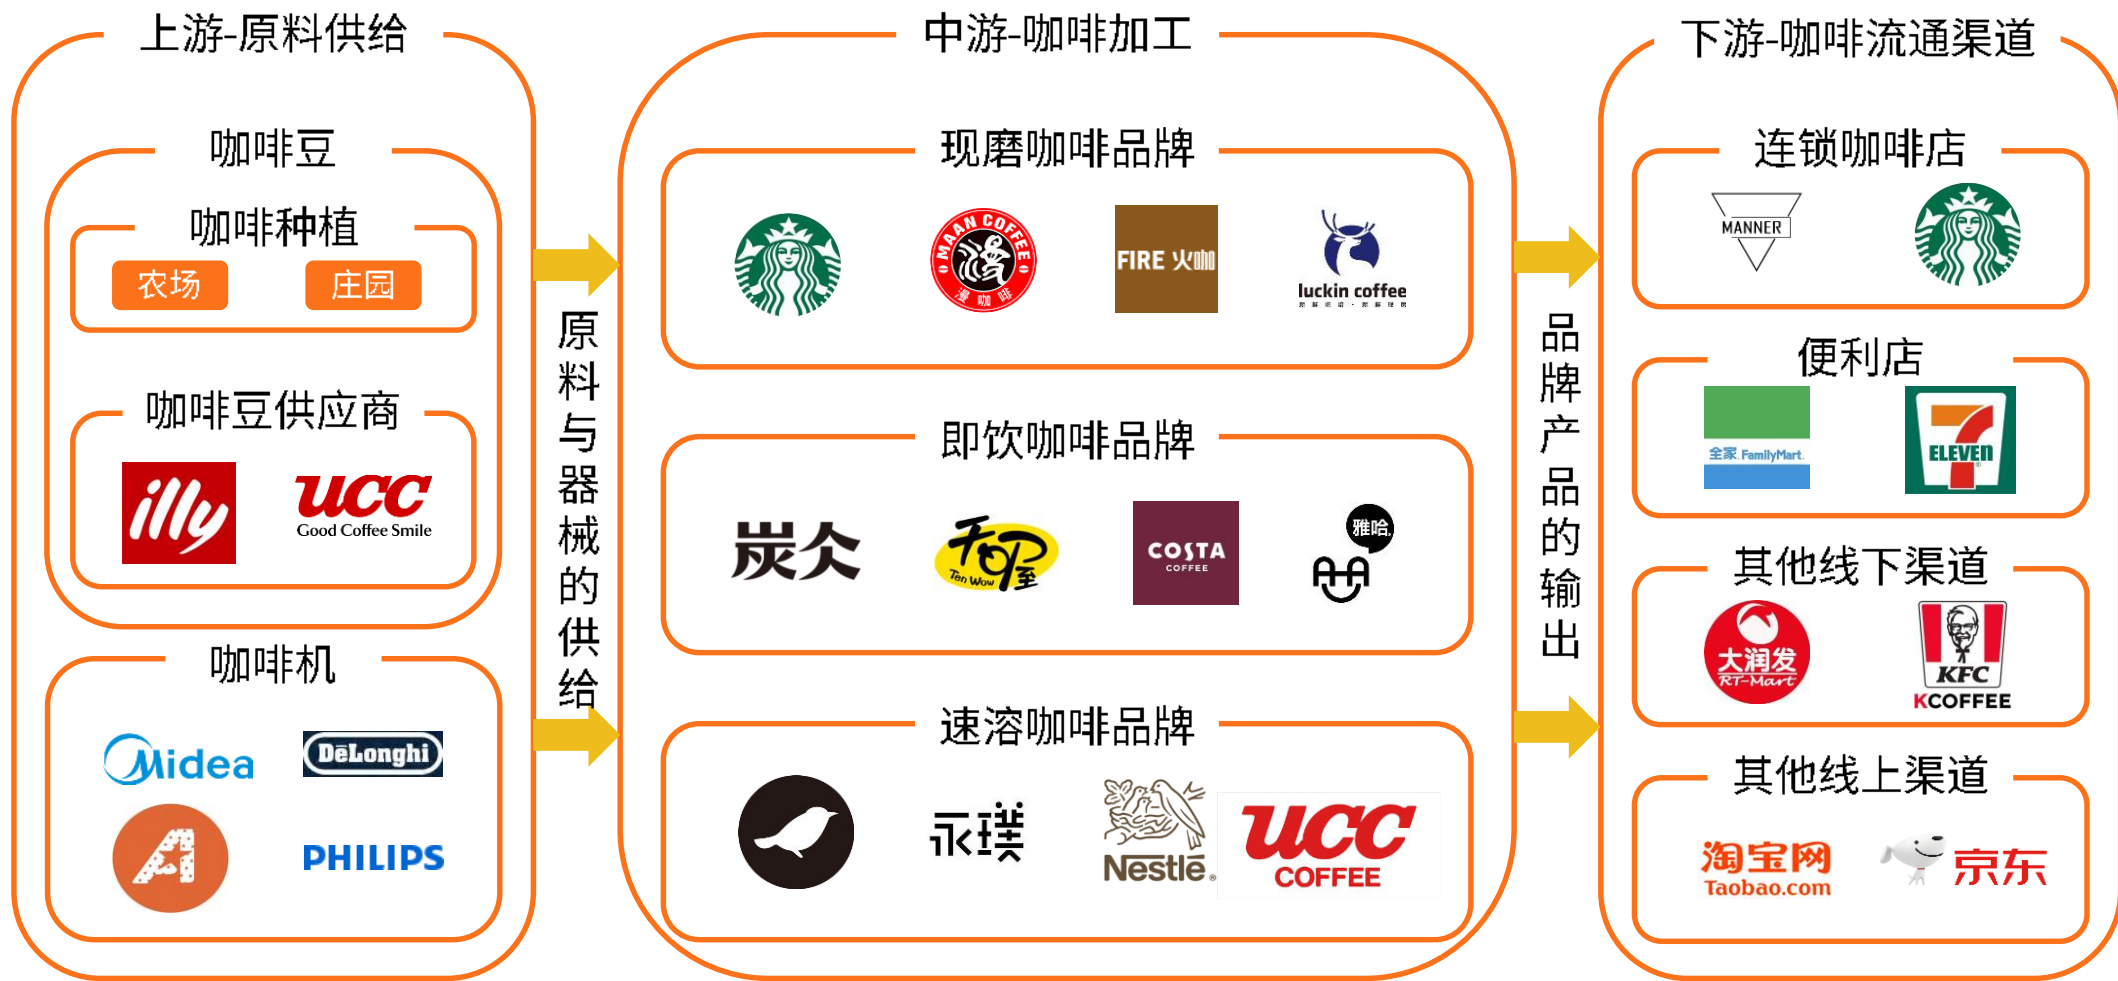 上游-原料供给
咖啡豆
咖啡种植
农场
庄园
咖啡豆供应商
illy
UCC
Good Coffee Smile
咖啡机
Midea
DeLonghi
A
PHILIPS
原料与器械的供给
中游-咖啡加工
现磨咖啡品牌
MAAN COFFEE
漫咖啡
FIRE 火咖
luckin coffee
即饮咖啡品牌
炭仌
天喔
Ten Wow
COSTA
COFFEE
雅哈
速溶咖啡品牌
永璞
Nestlé
UCC
COFFEE
品牌产品的输出
下游-咖啡流通渠道
连锁咖啡店
MANNER
便利店
全家 FamilyMart
7
ELEVEN
其他线下渠道
大润发
RT-Mart
KFC
KCOFFEE
其他线上渠道
淘宝网
Taobao.com
京东